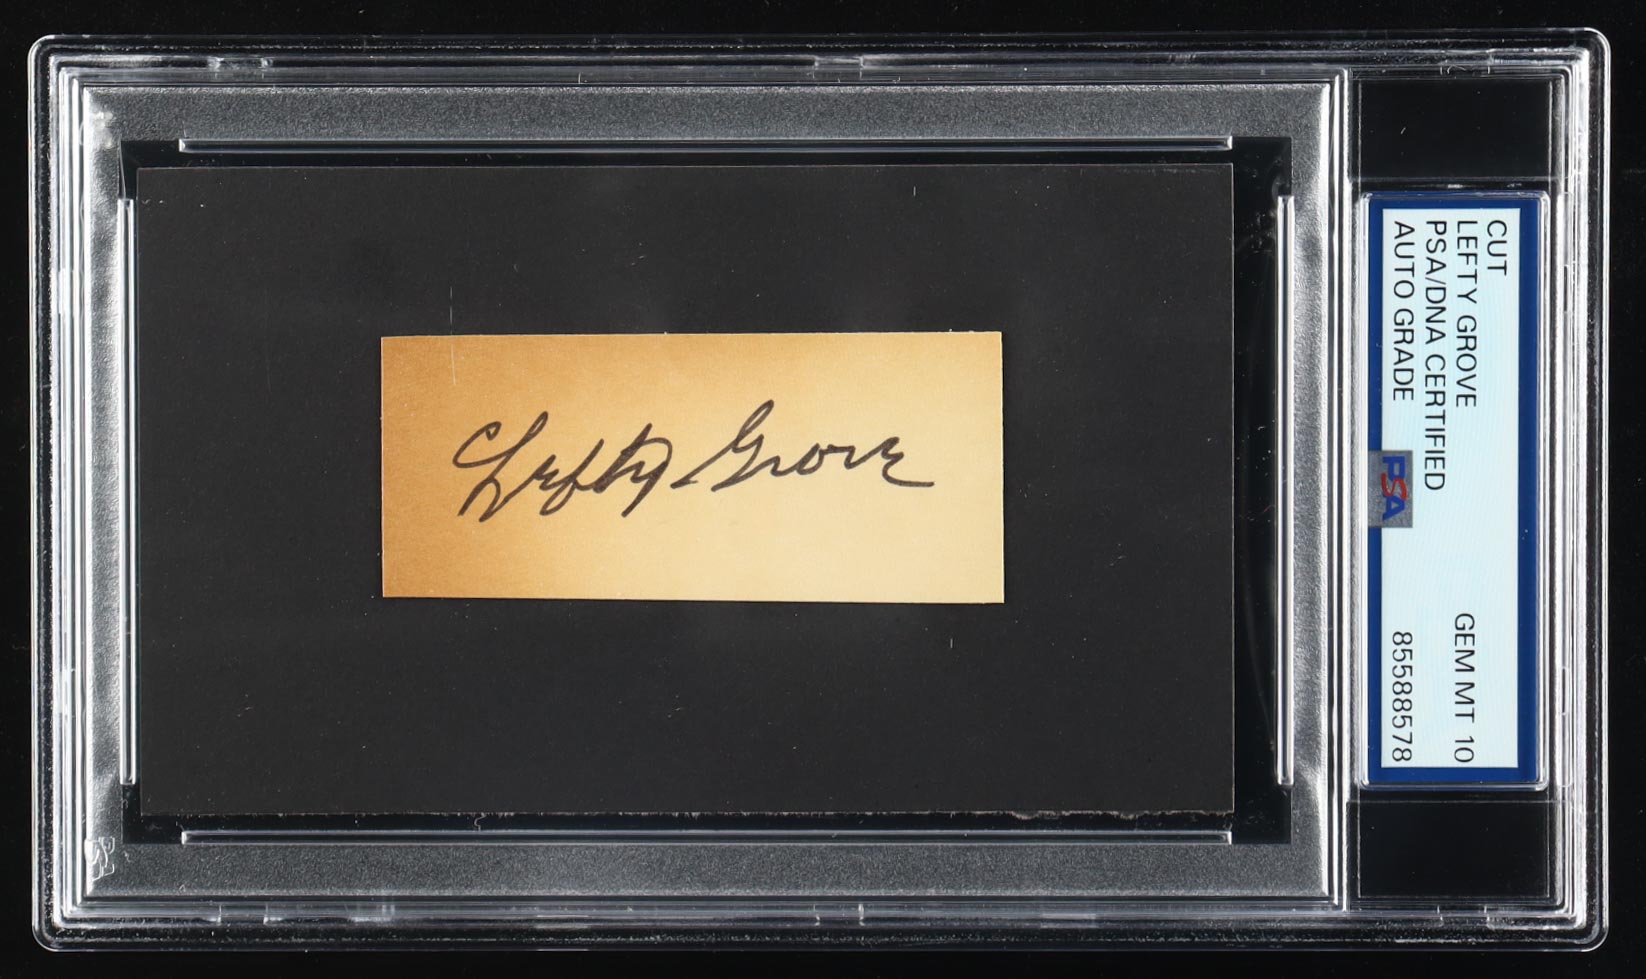 Lefty Grove
CUT
LEFTY GROVE
PSA/DNA CERTIFIED
AUTO GRADE
GEM MT 10
85588578
PSA